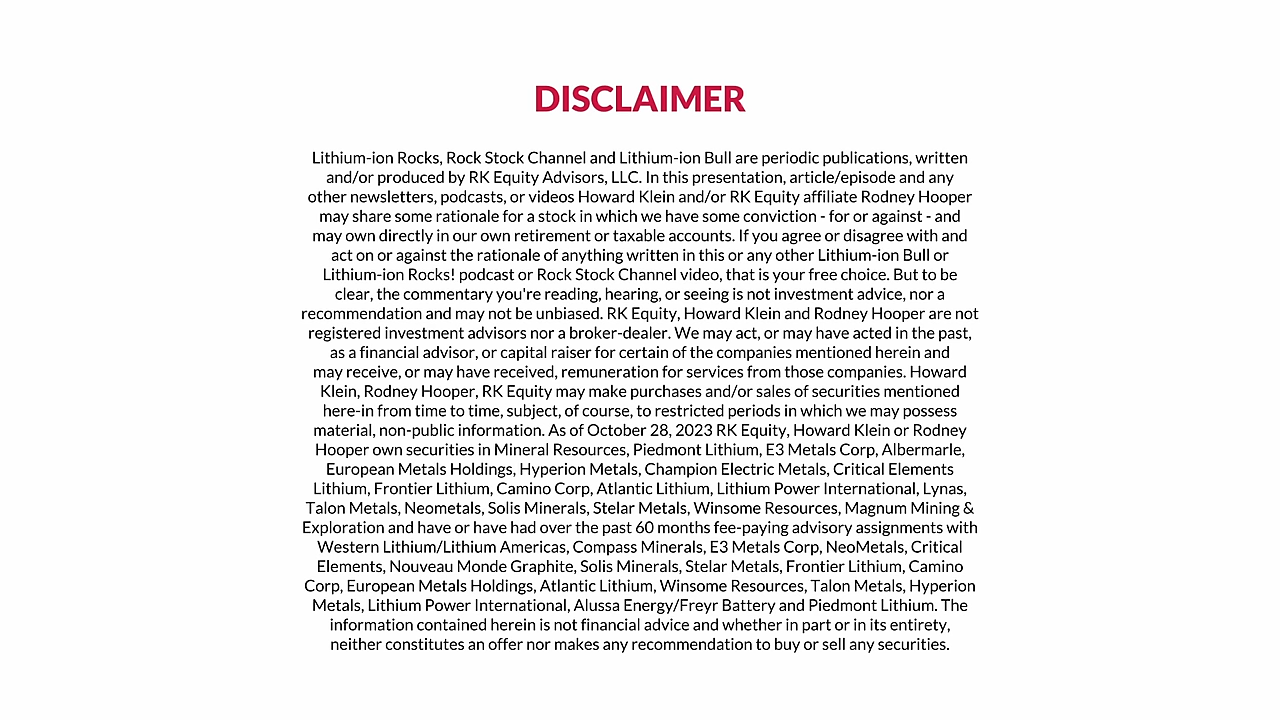 DISCLAIMER
Lithium-ion Rocks, Rock Stock Channel and Lithium-ion Bull are periodic publications, written
and/or produced by RK Equity Advisors, LLC. In this presentation, article/episode and any
other newsletters, podcasts, or videos Howard Klein and/or RK Equity affiliate Rodney Hooper
may share some rationale for a stock in which we have some conviction - for or against - and
may own directly in our own retirement or taxable accounts. If you agree or disagree with and
act on or against the rationale of anything written in this or any other Lithium-ion Bull or
Lithium-ion Rocks! podcast or Rock Stock Channel video, that is your free choice. But to be
clear, the commentary you're reading, hearing, or seeing is not investment advice, nor a
recommendation and may not be unbiased. RK Equity, Howard Klein and Rodney Hooper are not
registered investment advisors nor a broker-dealer. We may act, or may have acted in the past,
as a financial advisor, or capital raiser for certain of the companies mentioned herein and
may receive, or may have received, remuneration for services from those companies. Howard
Klein, Rodney Hooper, RK Equity may make purchases and/or sales of securities mentioned
here-in from time to time, subject, of course, to restricted periods in which we may possess
material, non-public information. As of October 28, 2023 RK Equity, Howard Klein or Rodney
Hooper own securities in Mineral Resources, Piedmont Lithium, E3 Metals Corp, Albermarle,
European Metals Holdings, Hyperion Metals, Champion Electric Metals, Critical Elements
Lithium, Frontier Lithium, Camino Corp, Atlantic Lithium, Lithium Power International, Lynas,
Talon Metals, Neometals, Solis Minerals, Stelar Metals, Winsome Resources, Magnum Mining &
Exploration and have or have had over the past 60 months fee-paying advisory assignments with
Western Lithium/Lithium Americas, Compass Minerals, E3 Metals Corp, NeoMetals, Critical
Elements, Nouveau Monde Graphite, Solis Minerals, Stelar Metals, Frontier Lithium, Camino
Corp, European Metals Holdings, Atlantic Lithium, Winsome Resources, Talon Metals, Hyperion
Metals, Lithium Power International, Alussa Energy/Freyr Battery and Piedmont Lithium. The
information contained herein is not financial advice and whether in part or in its entirety,
neither constitutes an offer nor makes any recommendation to buy or sell any securities.